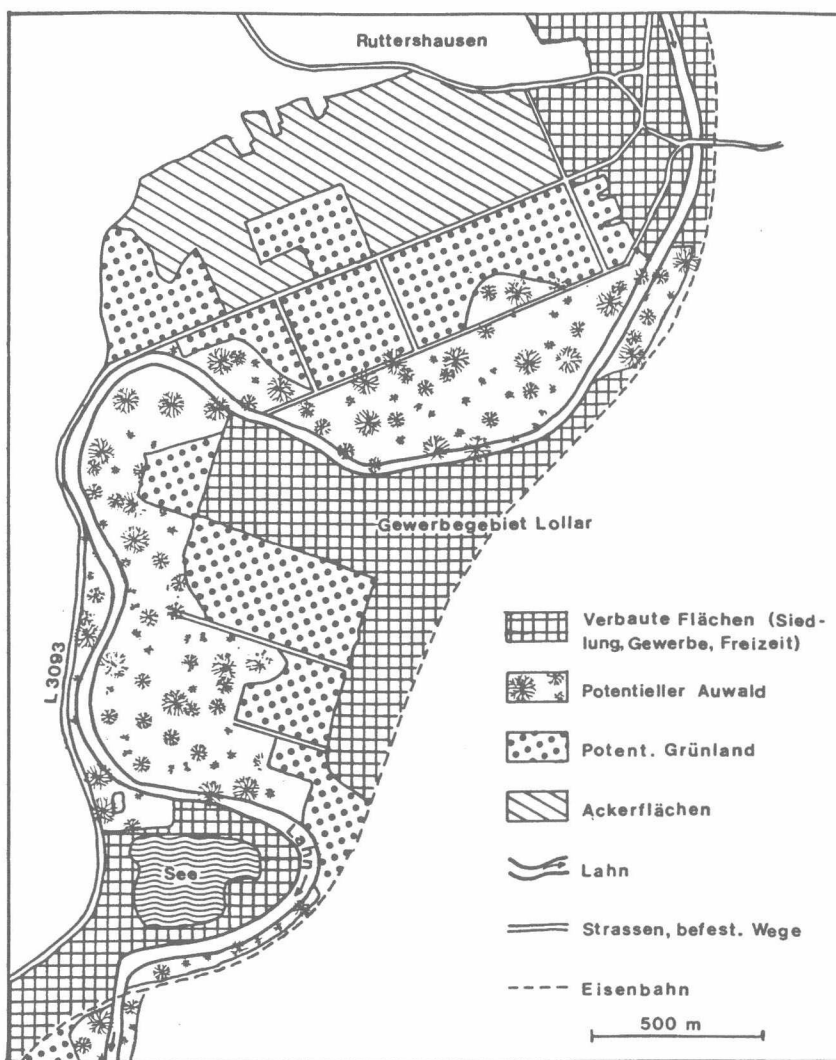 Ruttershausen
Gewerbegebiet Lollar
L3093
Lahn
See
Verbaute Flächen (Sied-
lung, Gewerbe, Freizeit)
Potentieller Auwald
Potent. Grünland
Ackerflächen
Lahn
Strassen, befest. Wege
Eisenbahn
500 m